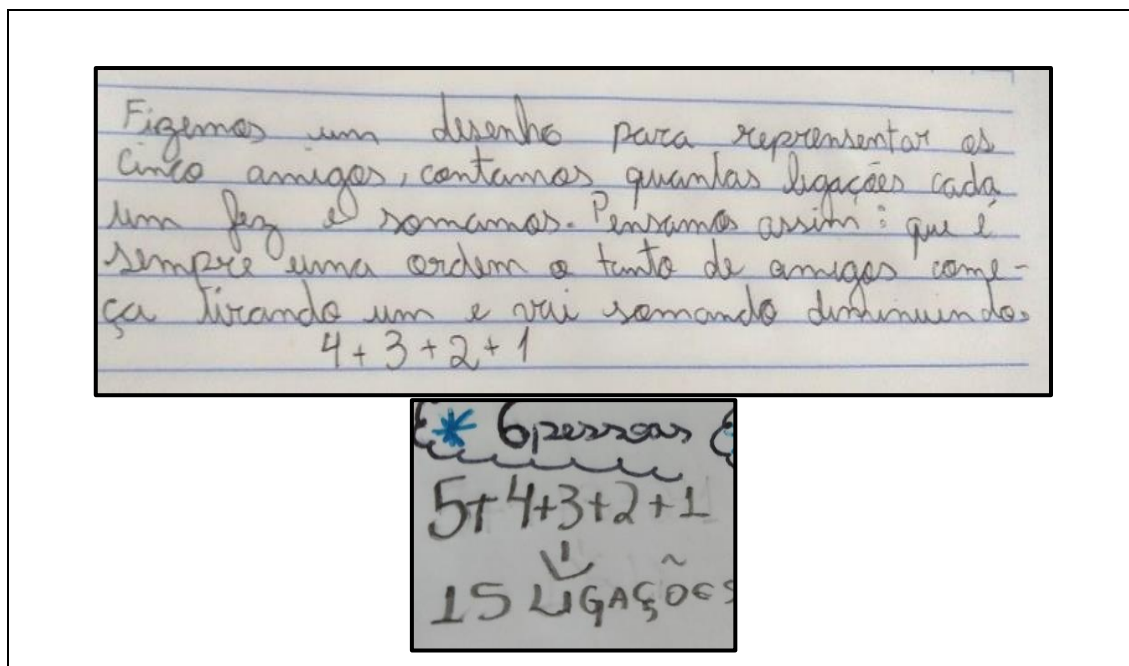 Fizemos um desenho para reprensentar os
cinco amigos, contamos quantas ligações cada
um fez e somamos. Pensamos assim: que é
sempre uma ordem o tanto de amigos come-
ça tirando um e vai somando diminuindo.
4+3+2+1
* 6 pessoas
5+4+3+2+1
15 LIGAÇÕES